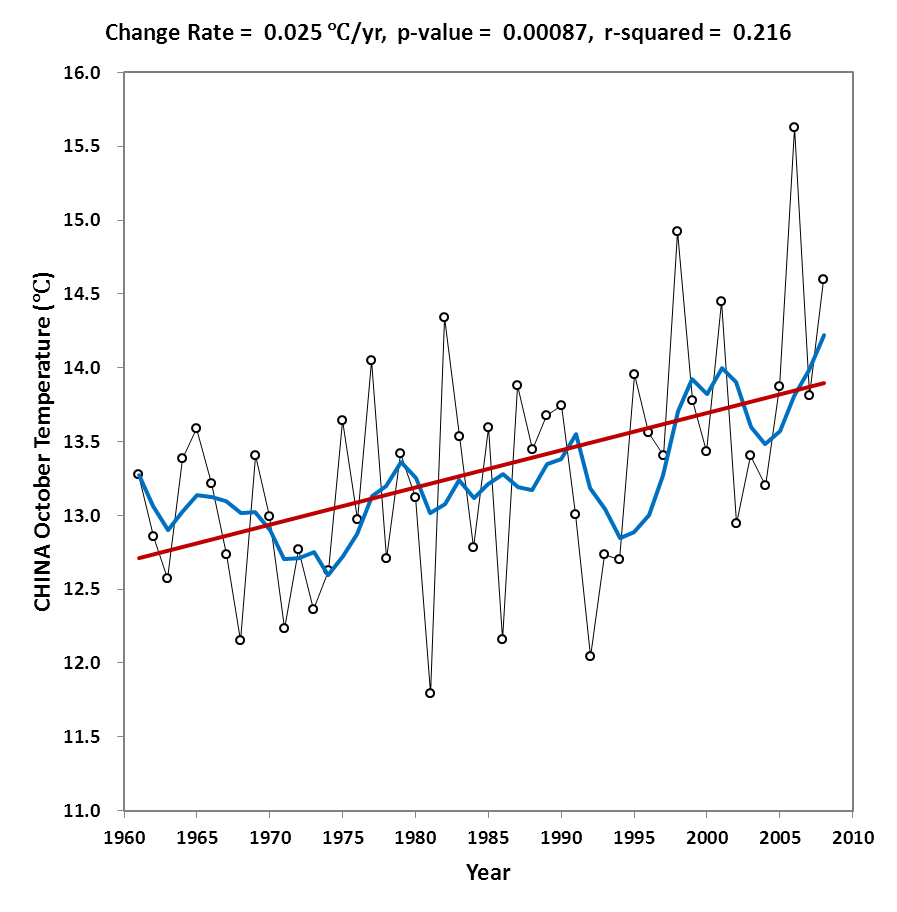 Change Rate = 0.025 ℃/yr, p-value = 0.00087, r-squared = 0.216
16.0
15.5
15.0
14.5
14.0
13.5
13.0
12.5
12.0
11.5
11.0
CHINA October Temperature (℃)
1960 1965 1970 1975 1980 1985 1990 1995 2000 2005 2010
Year